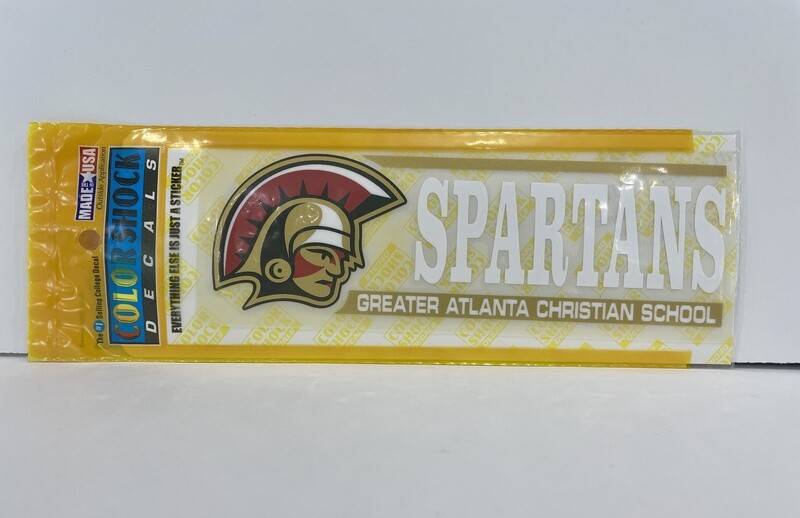 MADE IN USA
Outside Application
The #1 Selling College Decal
COLORSHOCK
DECALS
EVERYTHING ELSE IS JUST A STICKER™
SPARTANS
GREATER ATLANTA CHRISTIAN SCHOOL